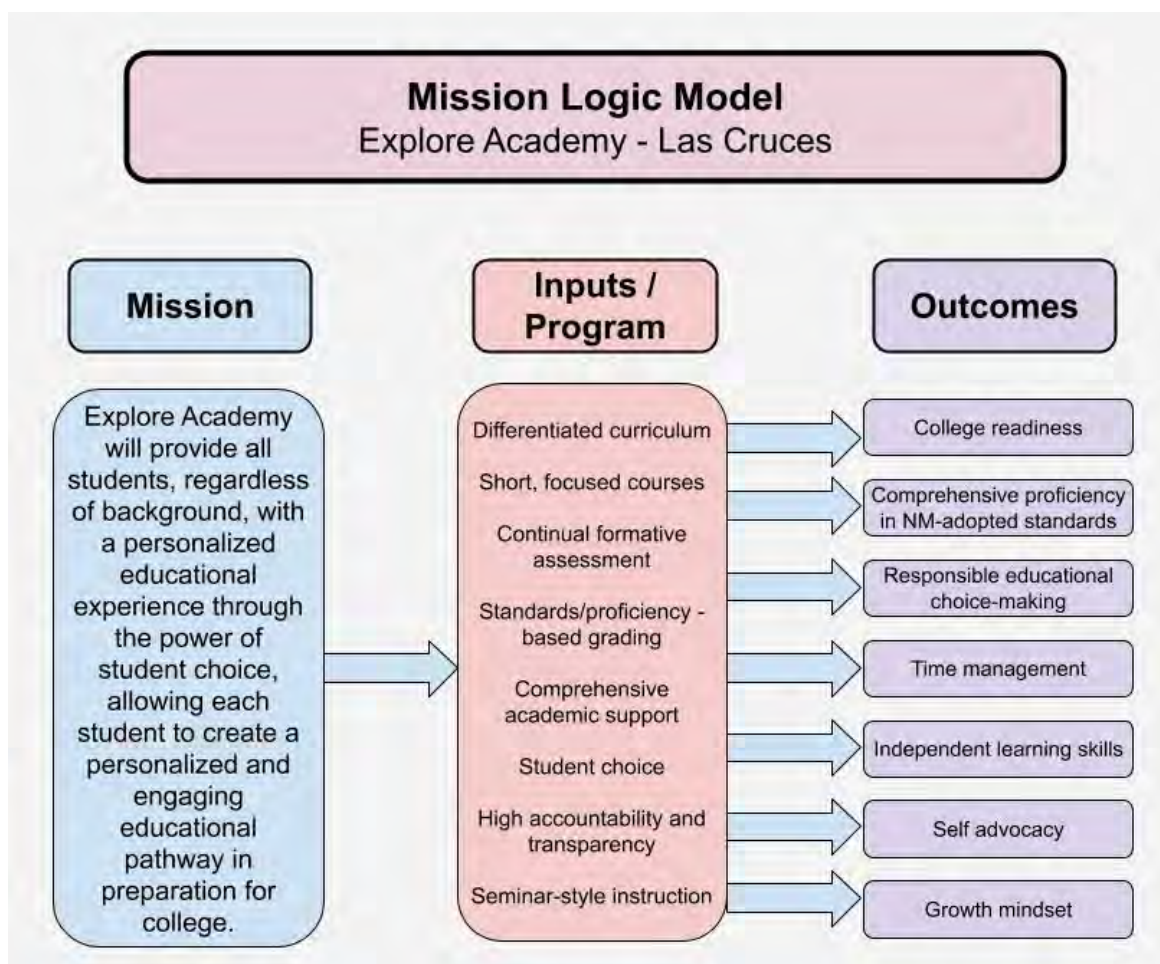 Mission Logic Model
Explore Academy - Las Cruces
Mission
Explore Academy
will provide all
students, regardless
of background, with
a personalized
educational
experience through
the power of
student choice,
allowing each
student to create a
personalized and
engaging
educational
pathway in
preparation for
college.
Inputs /
Program
Differentiated curriculum
Short, focused courses
Continual formative
assessment
Standards/proficiency -
based grading
Comprehensive
academic support
Student choice
High accountability and
transparency
Seminar-style instruction
Outcomes
College readiness
Comprehensive proficiency
in NM-adopted standards
Responsible educational
choice-making
Time management
Independent learning skills
Self advocacy
Growth mindset